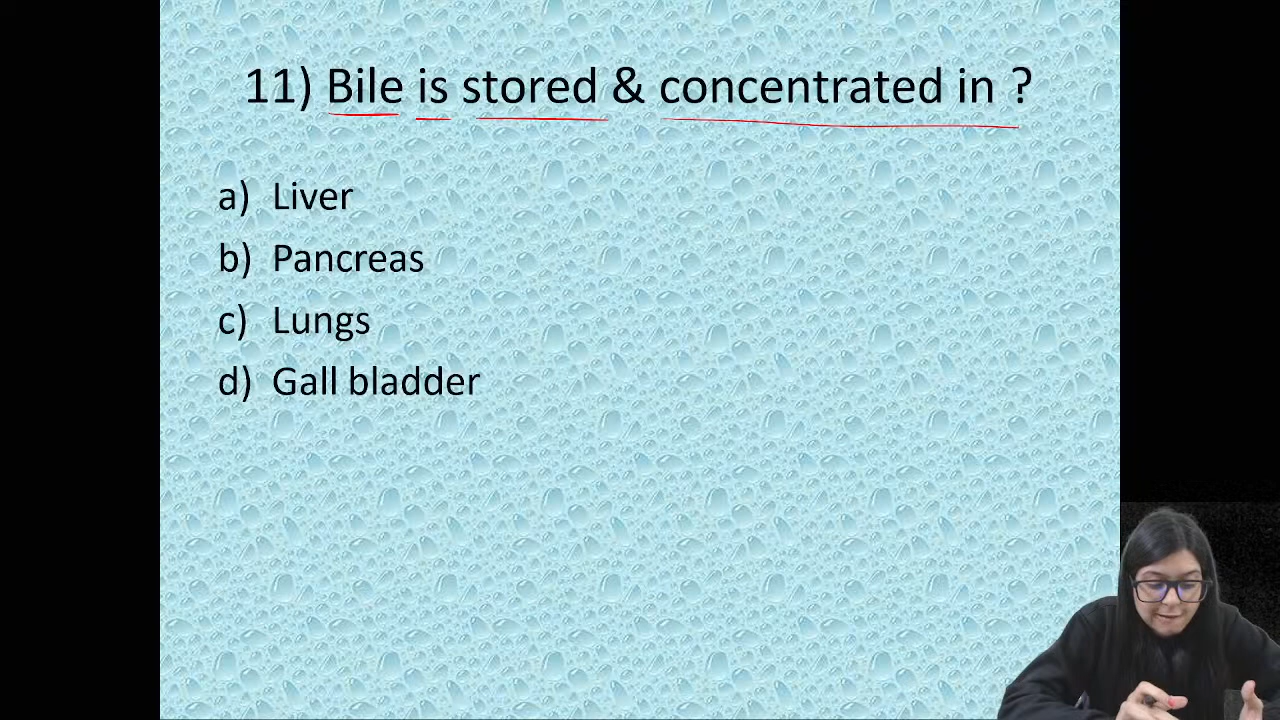 11) Bile is stored & concentrated in ?
a) Liver
b) Pancreas
c) Lungs
d) Gall bladder